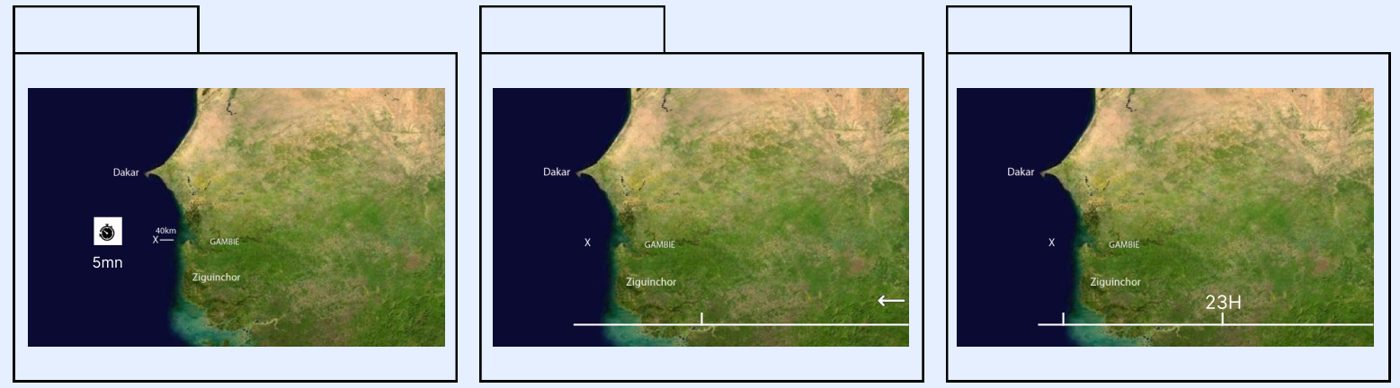 Dakar
40km
X
GAMBIE
5mn
Ziguinchor
Dakar
X
GAMBIE
Ziguinchor
Dakar
X
GAMBIE
Ziguinchor
23H